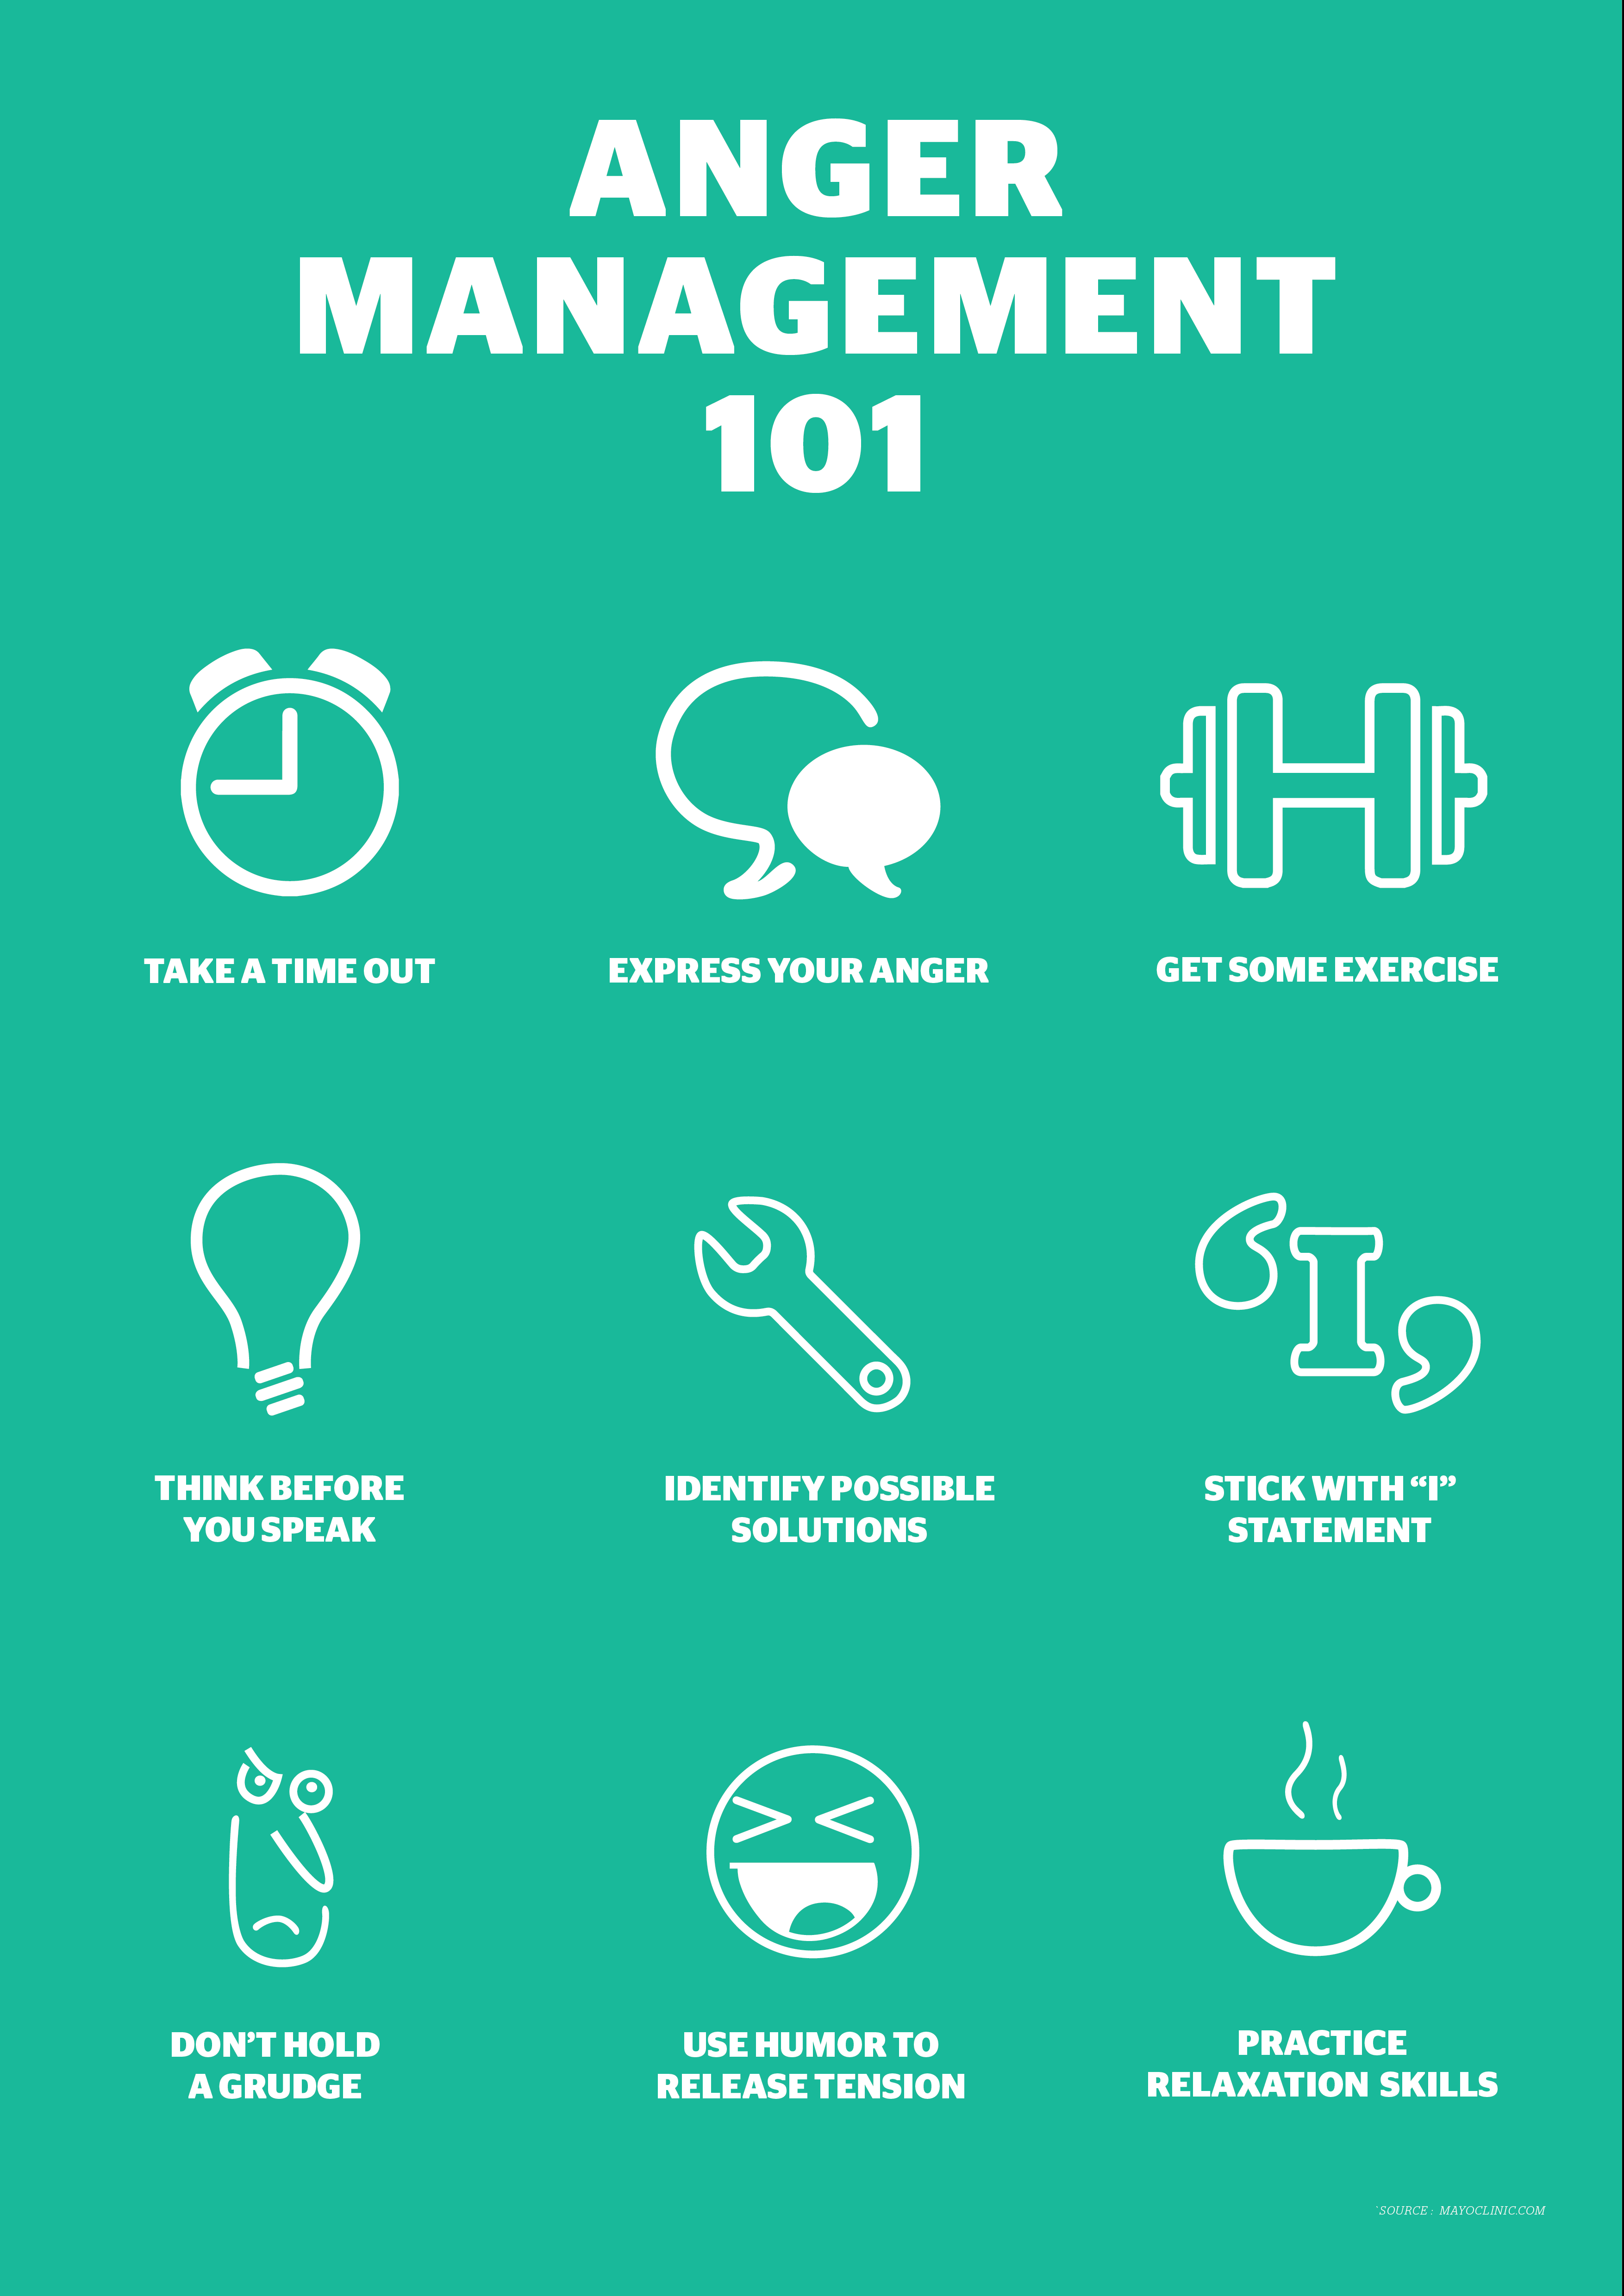 ANGER
MANAGEMENT
101
TAKE A TIME OUT
EXPRESS YOUR ANGER
GET SOME EXERCISE
I
THINK BEFORE
YOU SPEAK
IDENTIFY POSSIBLE
SOLUTIONS
STICK WITH “I”
STATEMENT
DON’T HOLD
A GRUDGE
USE HUMOR TO
RELEASE TENSION
PRACTICE
RELAXATION SKILLS
`SOURCE : MAYOCLINIC.COM